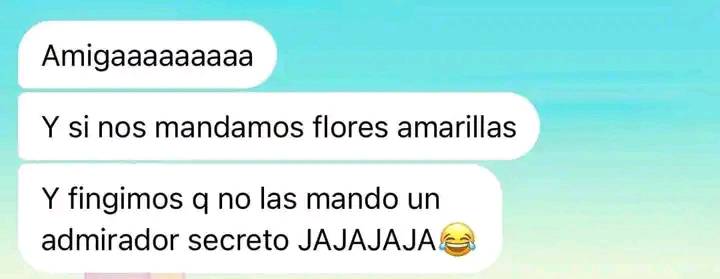 Amigaaaaaaaaa
Y si nos mandamos flores amarillas
Y fingimos q no las mando un
admirador secreto JAJAJAJA😂